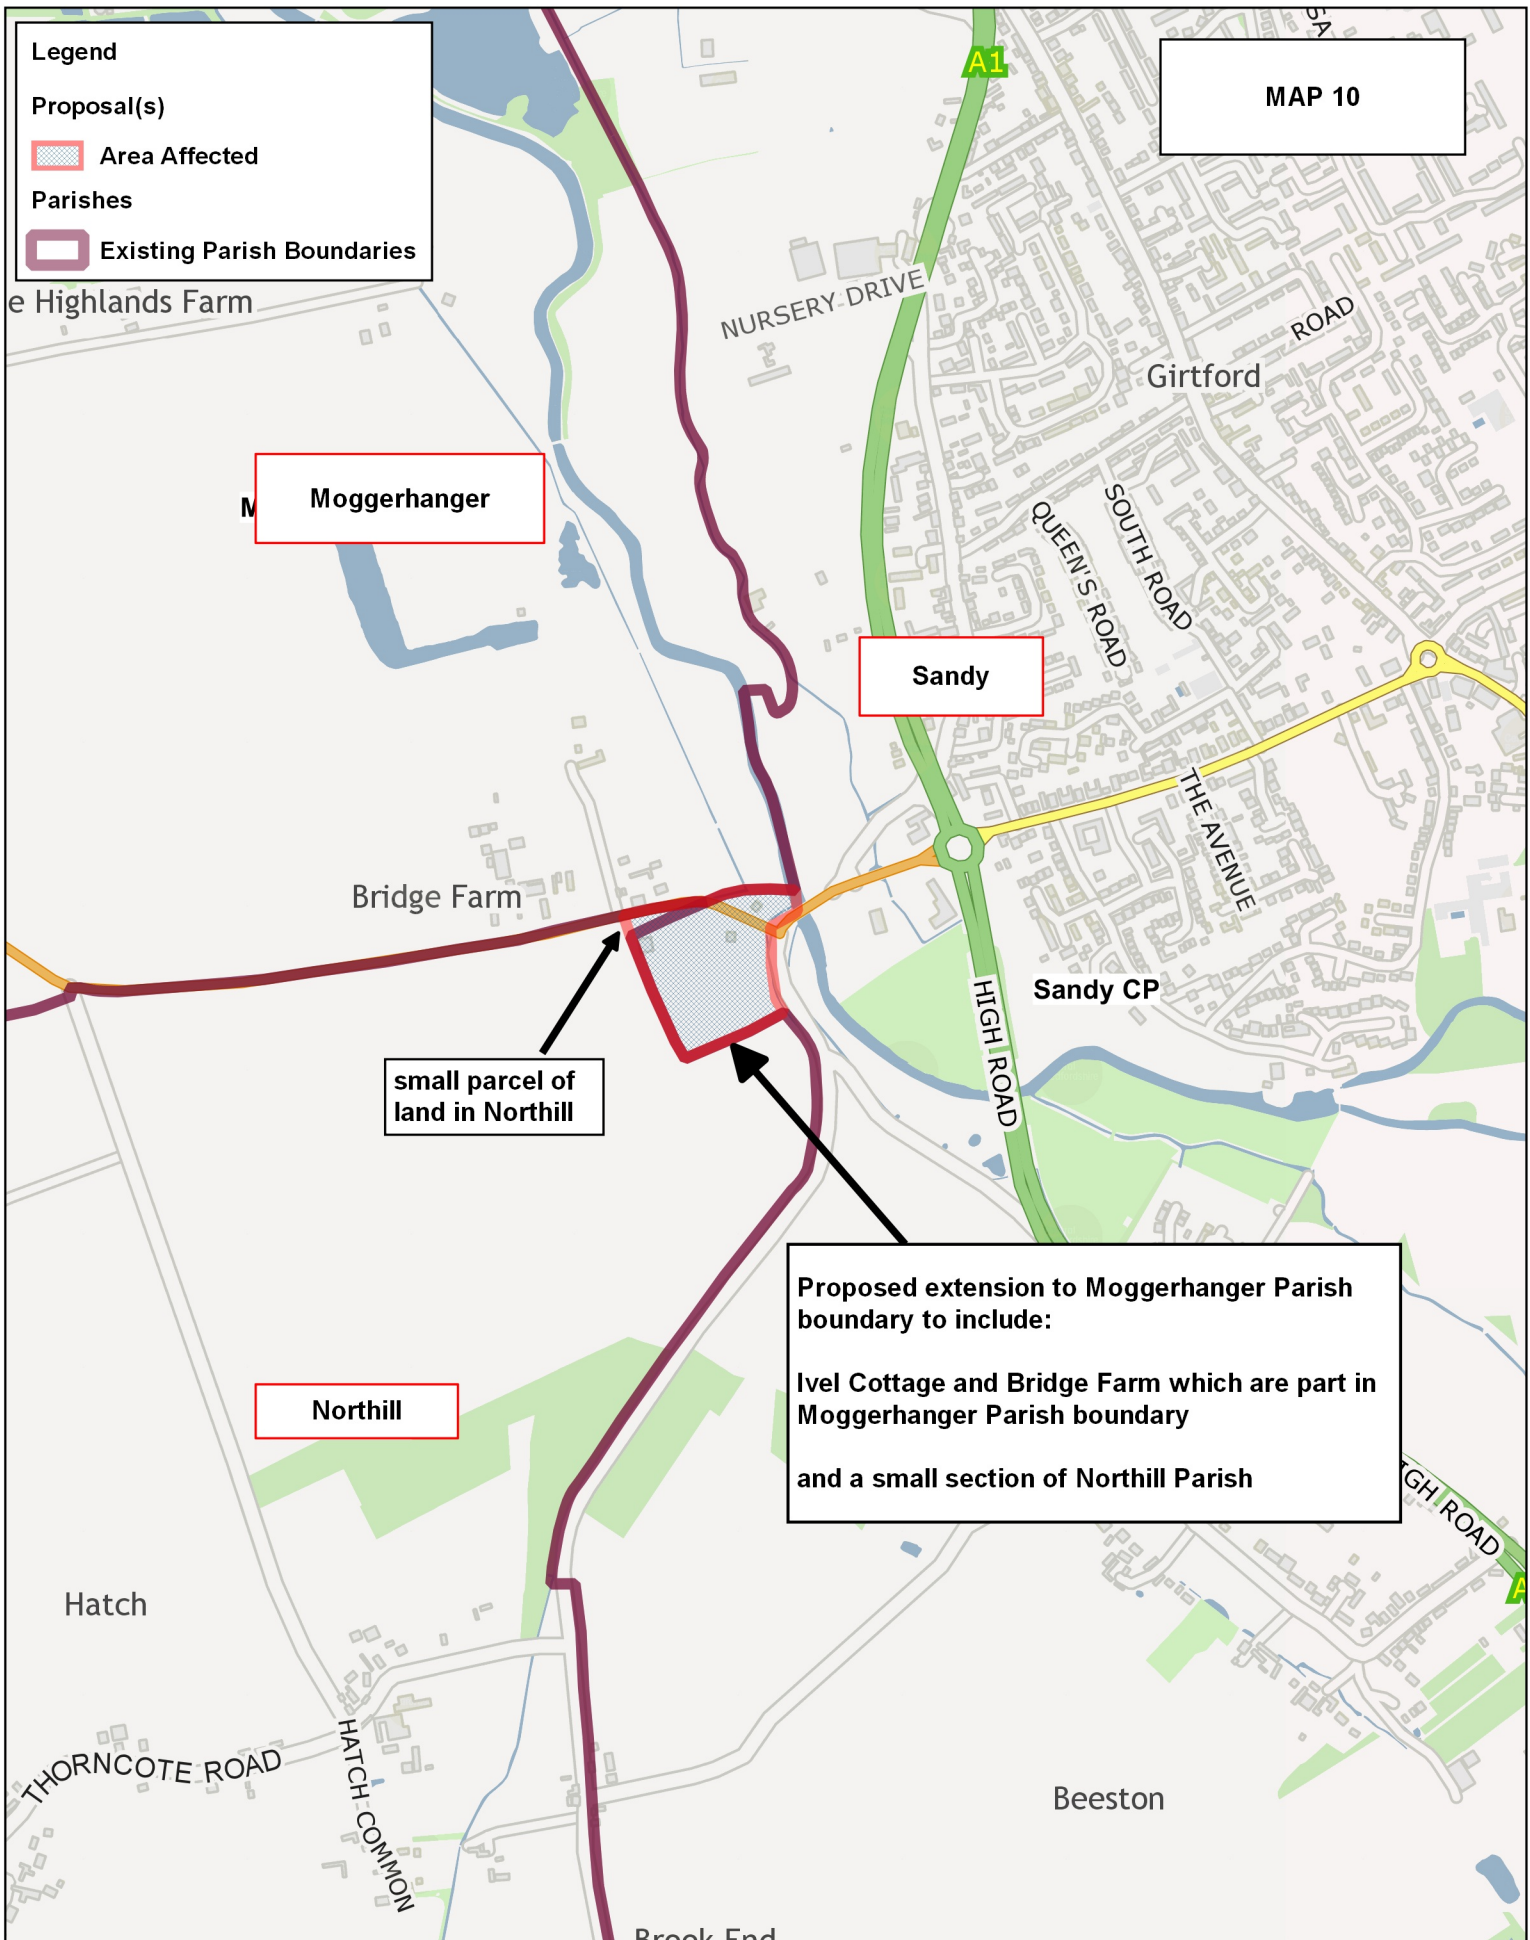 Legend
Proposal(s)
Area Affected
Parishes
Existing Parish Boundaries
A1
MAP 10
e Highlands Farm
NURSERY DRIVE
ROAD
Girtford
M
Moggerhanger
QUEEN'S ROAD
SOUTH ROAD
Sandy
THE AVENUE
Bridge Farm
HIGH ROAD
Sandy CP
small parcel of
land in Northill
Proposed extension to Moggerhanger Parish
boundary to include:
Ivel Cottage and Bridge Farm which are part in
Moggerhanger Parish boundary
and a small section of Northill Parish
Northill
IGH ROAD
A
Hatch
THORNCOTE ROAD
HATCH COMMON
Beeston
Brook End